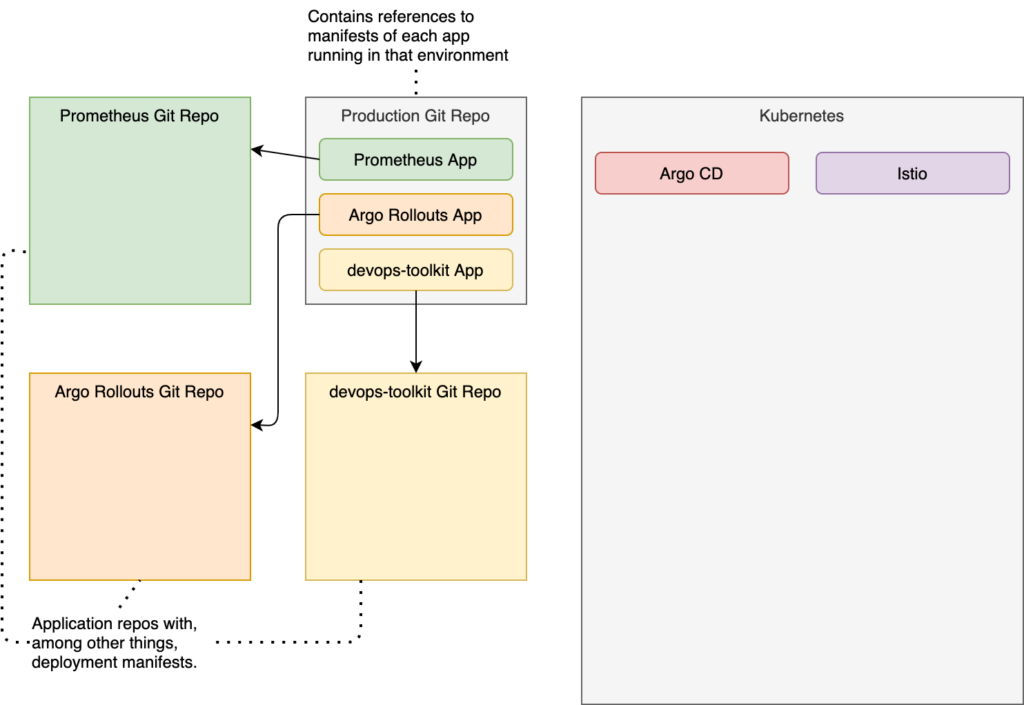 Contains references to
manifests of each app
running in that environment
Prometheus Git Repo
Production Git Repo
Kubernetes
Prometheus App
Argo CD
Istio
Argo Rollouts App
devops-toolkit App
Argo Rollouts Git Repo
devops-toolkit Git Repo
Application repos with,
among other things,
deployment manifests.